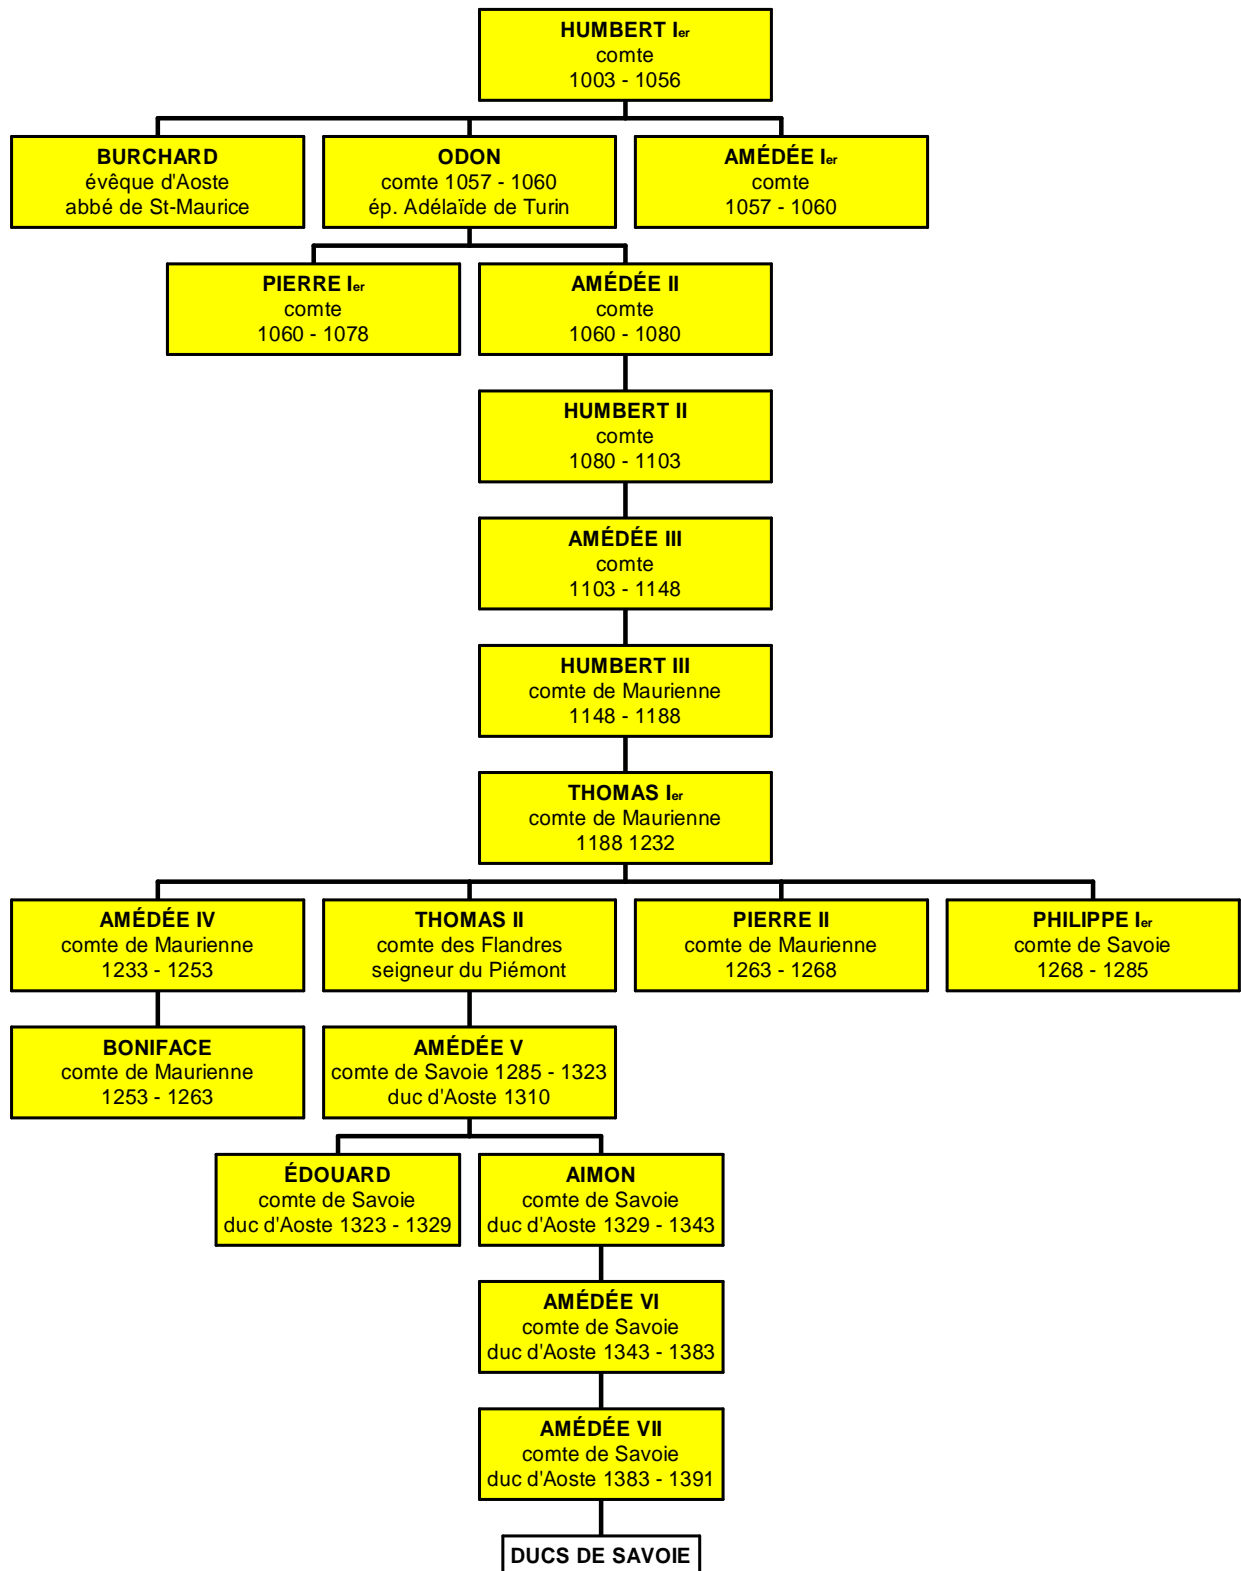 HUMBERT Ier
comte
1003 - 1056
BURCHARD
évêque d'Aoste
abbé de St-Maurice
ODON
comte 1057 - 1060
ép. Adélaïde de Turin
AMÉDÉE Ier
comte
1057 - 1060
PIERRE Ier
comte
1060 - 1078
AMÉDÉE II
comte
1060 - 1080
HUMBERT II
comte
1080 - 1103
AMÉDÉE III
comte
1103 - 1148
HUMBERT III
comte de Maurienne
1148 - 1188
THOMAS Ier
comte de Maurienne
1188 1232
AMÉDÉE IV
comte de Maurienne
1233 - 1253
THOMAS II
comte des Flandres
seigneur du Piémont
PIERRE II
comte de Maurienne
1263 - 1268
PHILIPPE Ier
comte de Savoie
1268 - 1285
BONIFACE
comte de Maurienne
1253 - 1263
AMÉDÉE V
comte de Savoie 1285 - 1323
duc d'Aoste 1310
ÉDOUARD
comte de Savoie
duc d'Aoste 1323 - 1329
AIMON
comte de Savoie
duc d'Aoste 1329 - 1343
AMÉDÉE VI
comte de Savoie
duc d'Aoste 1343 - 1383
AMÉDÉE VII
comte de Savoie
duc d'Aoste 1383 - 1391
DUCS DE SAVOIE